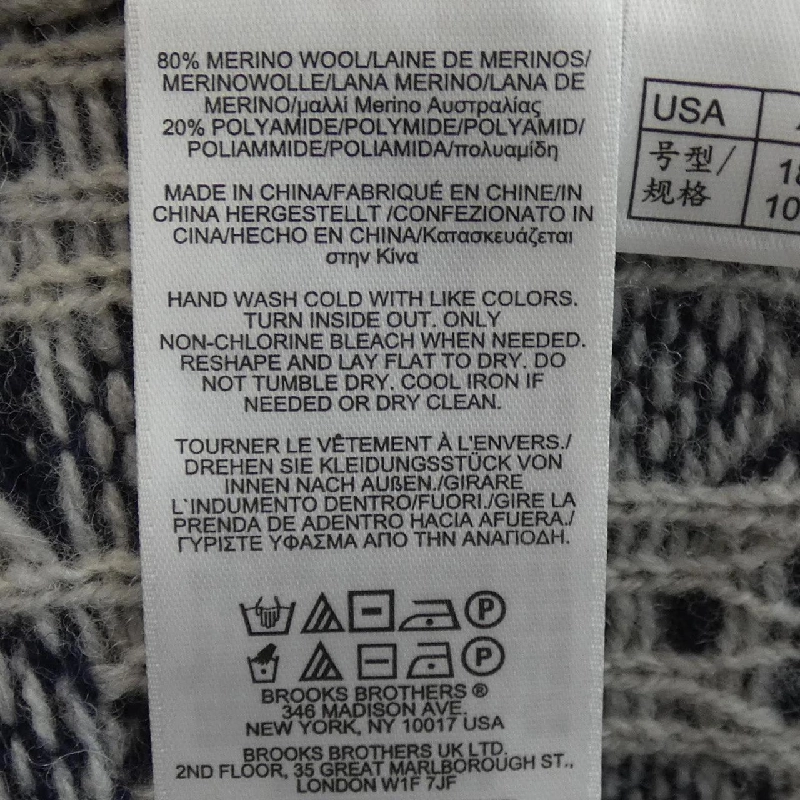 80% MERINO WOOL/LAINE DE MERINOS/
MERINOWOLLE/LANA MERINO/LANA DE
MERINO/μαλλί Merino Αυστραλίας
20% POLYAMIDE/POLYMIDE/POLYAMID/
POLIAMMIDE/POLIAMIDA/πολυαμίδη
MADE IN CHINA/FABRIQUÉ EN CHINE/IN
CHINA HERGESTELLT /CONFEZIONATO IN
CINA/HECHO EN CHINA/Κατασκευάζεται
στην Κίνα
HAND WASH COLD WITH LIKE COLORS.
TURN INSIDE OUT. ONLY
NON-CHLORINE BLEACH WHEN NEEDED.
RESHAPE AND LAY FLAT TO DRY. DO
NOT TUMBLE DRY. COOL IRON IF
NEEDED OR DRY CLEAN.
TOURNER LE VÊTEMENT À L'ENVERS./
DREHEN SIE KLEIDUNGSSTÜCK VON
INNEN NACH AUßEN./GIRARE
L'INDUMENTO DENTRO/FUORI./GIRE LA
PRENDA DE ADENTRO HACIA AFUERA./
ΓΥΡΙΣΤΕ ΥΦΑΣΜΑ ΑΠΟ ΤΗΝ ΑΝΑΠΟΔΗ.
P
P
BROOKS BROTHERS ®
346 MADISON AVE.
NEW YORK, NY 10017 USA
BROOKS BROTHERS UK LTD.
2ND FLOOR, 35 GREAT MARLBOROUGH ST.,
LONDON W1F 7JF
USA
号型/
规格